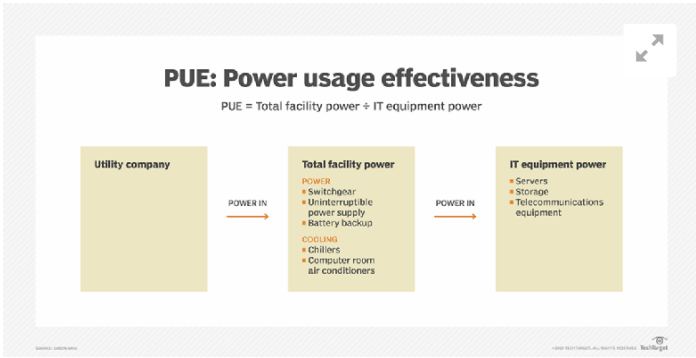 PUE: Power usage effectiveness
PUE = Total facility power ÷ IT equipment power
Utility company
POWER IN
Total facility power
POWER
Switchgear
Uninterruptible
power supply
Battery backup
COOLING
Chillers
Computer room
air conditioners
POWER IN
IT equipment power
Servers
Storage
Telecommunications
equipment
TechTarget